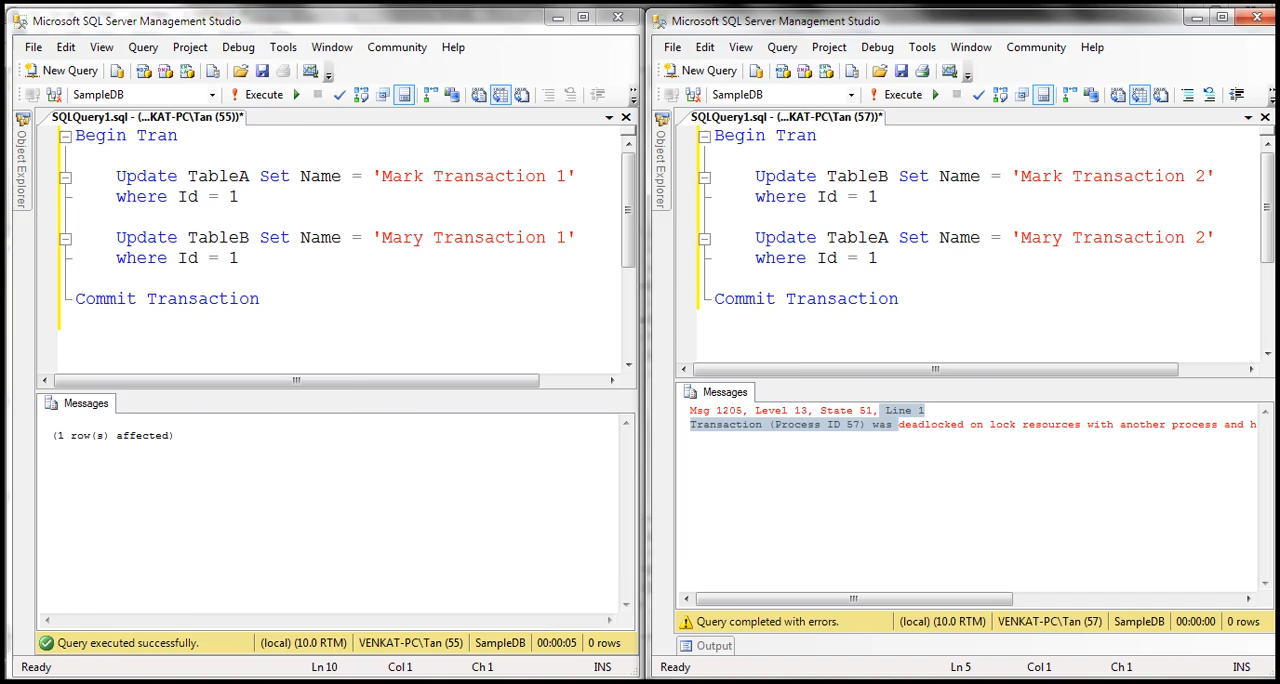 Microsoft SQL Server Management Studio
File Edit View Query Project Debug Tools Window Community Help
New Query
SampleDB Execute
SQLQuery1.sql - (...KAT-PC\Tan (55))*
Object Explorer
Begin Tran
Update TableA Set Name = 'Mark Transaction 1'
where Id = 1
Update TableB Set Name = 'Mary Transaction 1'
where Id = 1
Commit Transaction
Messages
(1 row(s) affected)
Query executed successfully. (local) (10.0 RTM) VENKAT-PC\Tan (55) SampleDB 00:00:05 0 rows
Ready Ln 10 Col 1 Ch 1 INS
Microsoft SQL Server Management Studio
File Edit View Query Project Debug Tools Window Community Help
New Query
SampleDB Execute
SQLQuery1.sql - (...KAT-PC\Tan (57))*
Object Explorer
Begin Tran
Update TableB Set Name = 'Mark Transaction 2'
where Id = 1
Update TableA Set Name = 'Mary Transaction 2'
where Id = 1
Commit Transaction
Messages
Msg 1205, Level 13, State 51, Line 1
Transaction (Process ID 57) was deadlocked on lock resources with another process and h
Query completed with errors. (local) (10.0 RTM) VENKAT-PC\Tan (57) SampleDB 00:00:00 0 rows
Output
Ready Ln 5 Col 1 Ch 1 INS